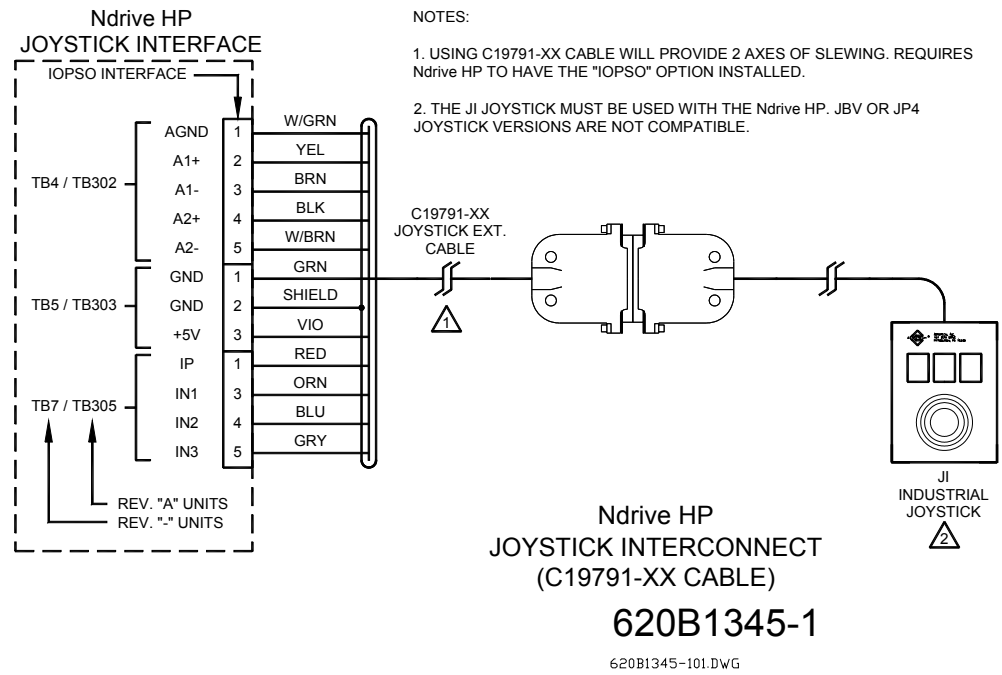 Ndrive HP
JOYSTICK INTERFACE
IOPSO INTERFACE
NOTES:
1. USING C19791-XX CABLE WILL PROVIDE 2 AXES OF SLEWING. REQUIRES
Ndrive HP TO HAVE THE "IOPSO" OPTION INSTALLED.
2. THE JI JOYSTICK MUST BE USED WITH THE Ndrive HP. JBV OR JP4
JOYSTICK VERSIONS ARE NOT COMPATIBLE.
TB4 / TB302
AGND 1 W/GRN
A1+ 2 YEL
A1- 3 BRN
A2+ 4 BLK
A2- 5 W/BRN
TB5 / TB303
GND 1 GRN
GND 2 SHIELD
+5V 3 VIO
TB7 / TB305
IP 1 RED
IN1 3 ORN
IN2 4 BLU
IN3 5 GRY
REV. "A" UNITS
REV. "-" UNITS
C19791-XX
JOYSTICK EXT.
CABLE
1
JI
INDUSTRIAL
JOYSTICK
2
Ndrive HP
JOYSTICK INTERCONNECT
(C19791-XX CABLE)
620B1345-1
620B1345-101.DWG